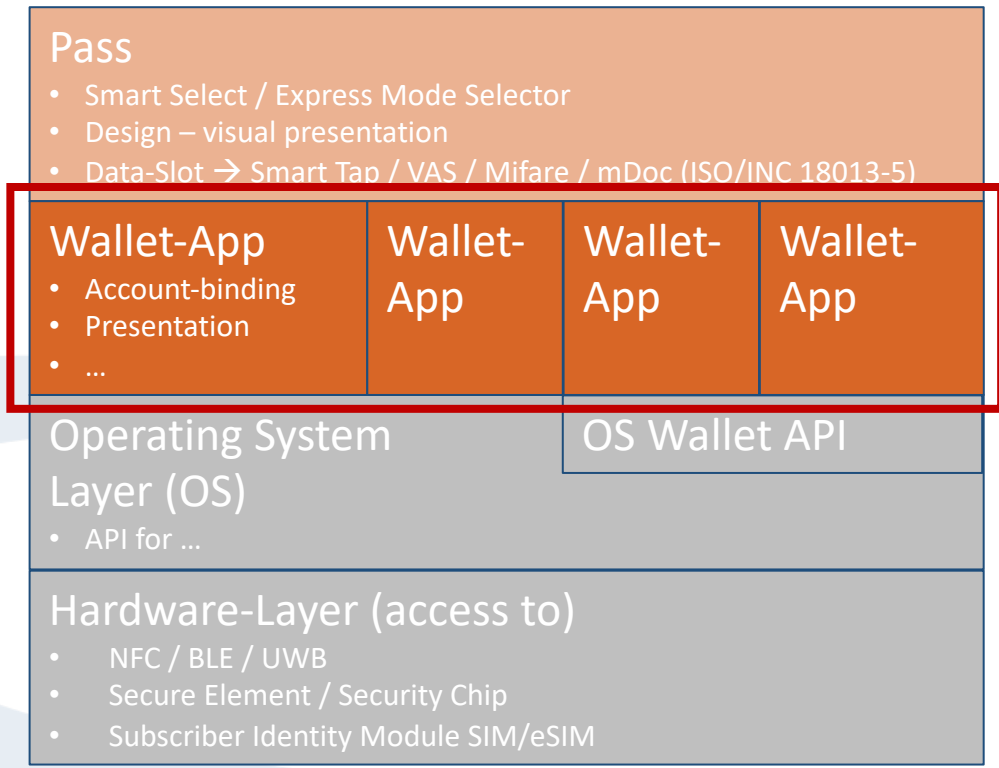 Pass
• Smart Select / Express Mode Selector
• Design – visual presentation
• Data-Slot → Smart Tap / VAS / Mifare / mDoc (ISO/INC 18013-5)
Wallet-App
• Account-binding
• Presentation
• ...
Wallet-
App
Wallet-
App
Wallet-
App
Operating System
Layer (OS)
• API for ...
OS Wallet API
Hardware-Layer (access to)
• NFC / BLE / UWB
• Secure Element / Security Chip
• Subscriber Identity Module SIM/eSIM